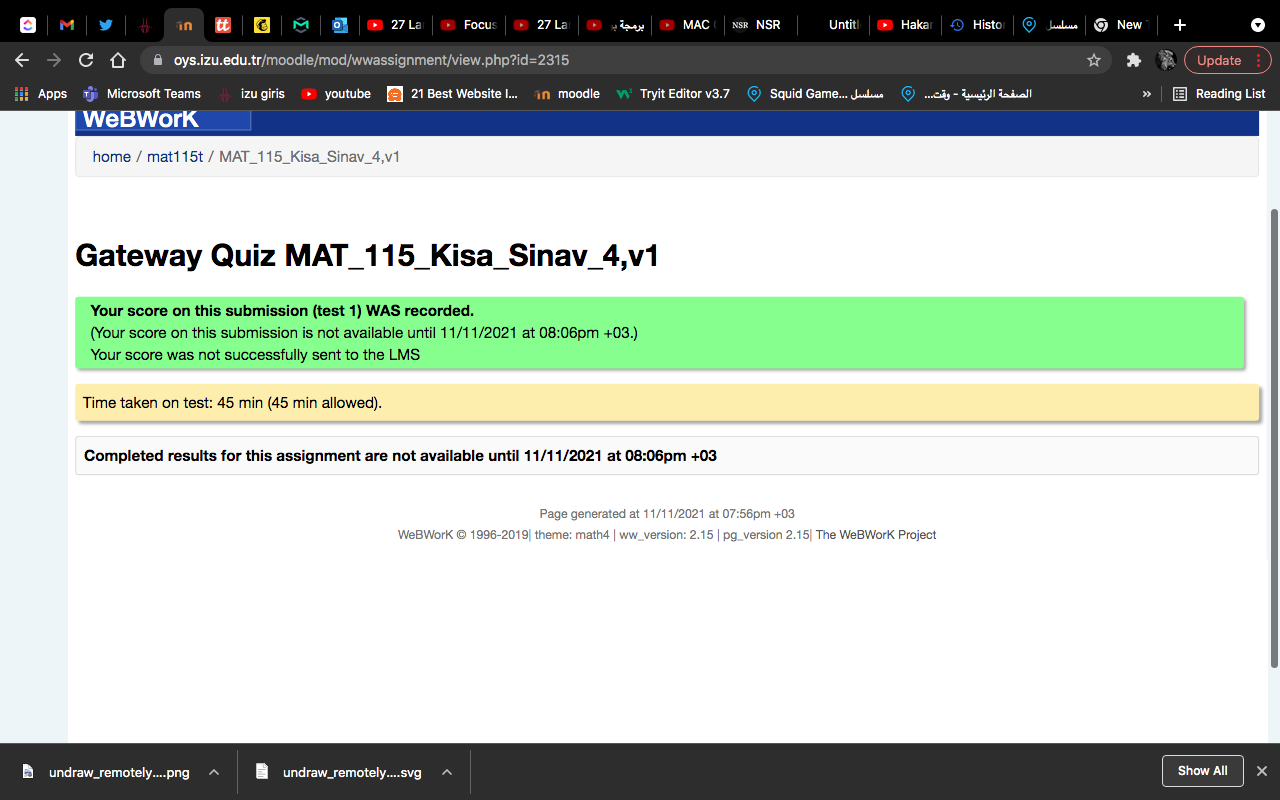 27 La
Focus
27 La
برمجة بـ
MAC
NSR NSR
Untitl
Hakar
Histo
مسلسل
New
oys.izu.edu.tr/moodle/mod/wwassignment/view.php?id=2315
Update
Apps
Microsoft Teams
izu giris
youtube
21 Best Website I...
moodle
Tryit Editor v3.7
مسلسل ...Squid Game
الصفحة الرئيسية - وقت...
»
Reading List
WeBWorK
home / mat115t / MAT_115_Kisa_Sinav_4,v1
Gateway Quiz MAT_115_Kisa_Sinav_4,v1
Your score on this submission (test 1) WAS recorded.
(Your score on this submission is not available until 11/11/2021 at 08:06pm +03.)
Your score was not successfully sent to the LMS
Time taken on test: 45 min (45 min allowed).
Completed results for this assignment are not available until 11/11/2021 at 08:06pm +03
Page generated at 11/11/2021 at 07:56pm +03
WeBWorK © 1996-2019| theme: math4 | ww_version: 2.15 | pg_version 2.15| The WeBWorK Project
undraw_remotely....png
undraw_remotely....svg
Show All